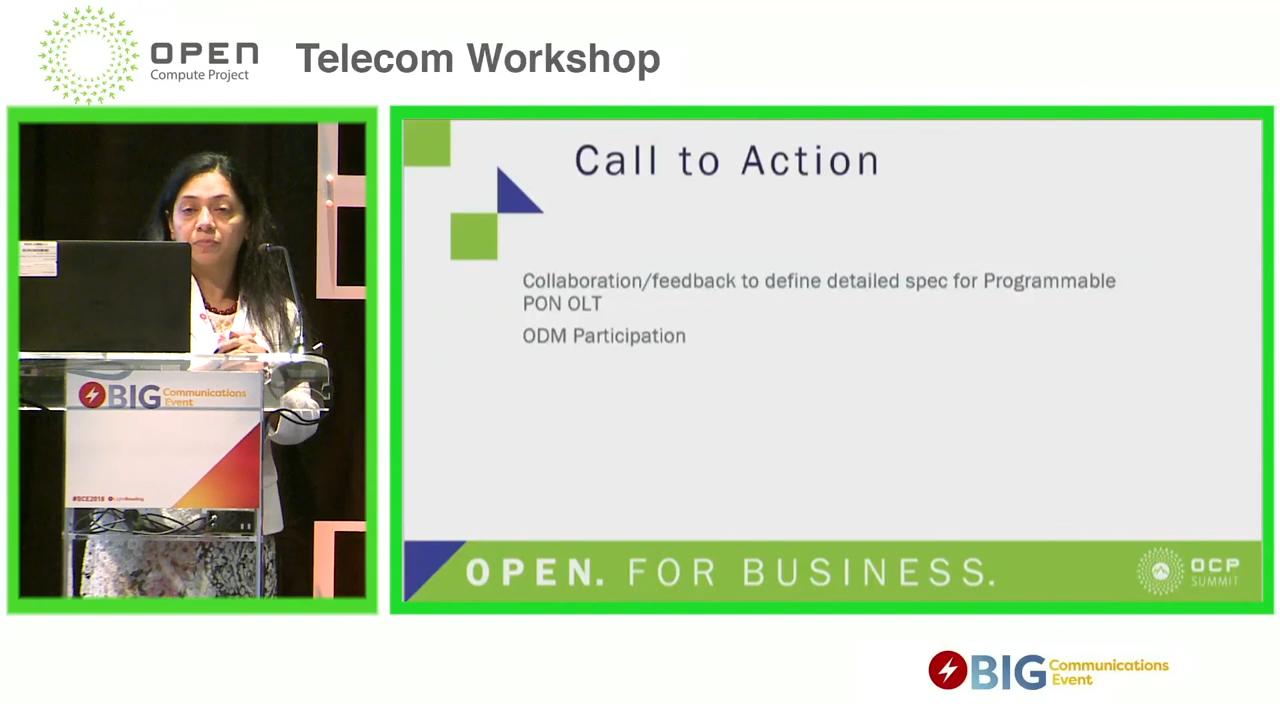 OPEN
Compute Project
Telecom Workshop
Call to Action
Collaboration/feedback to define detailed spec for Programmable
PON OLT
ODM Participation
BIG Communications
Event
#BCE2018
OPEN. FOR BUSINESS.
OCP
SUMMIT
BIG Communications
Event